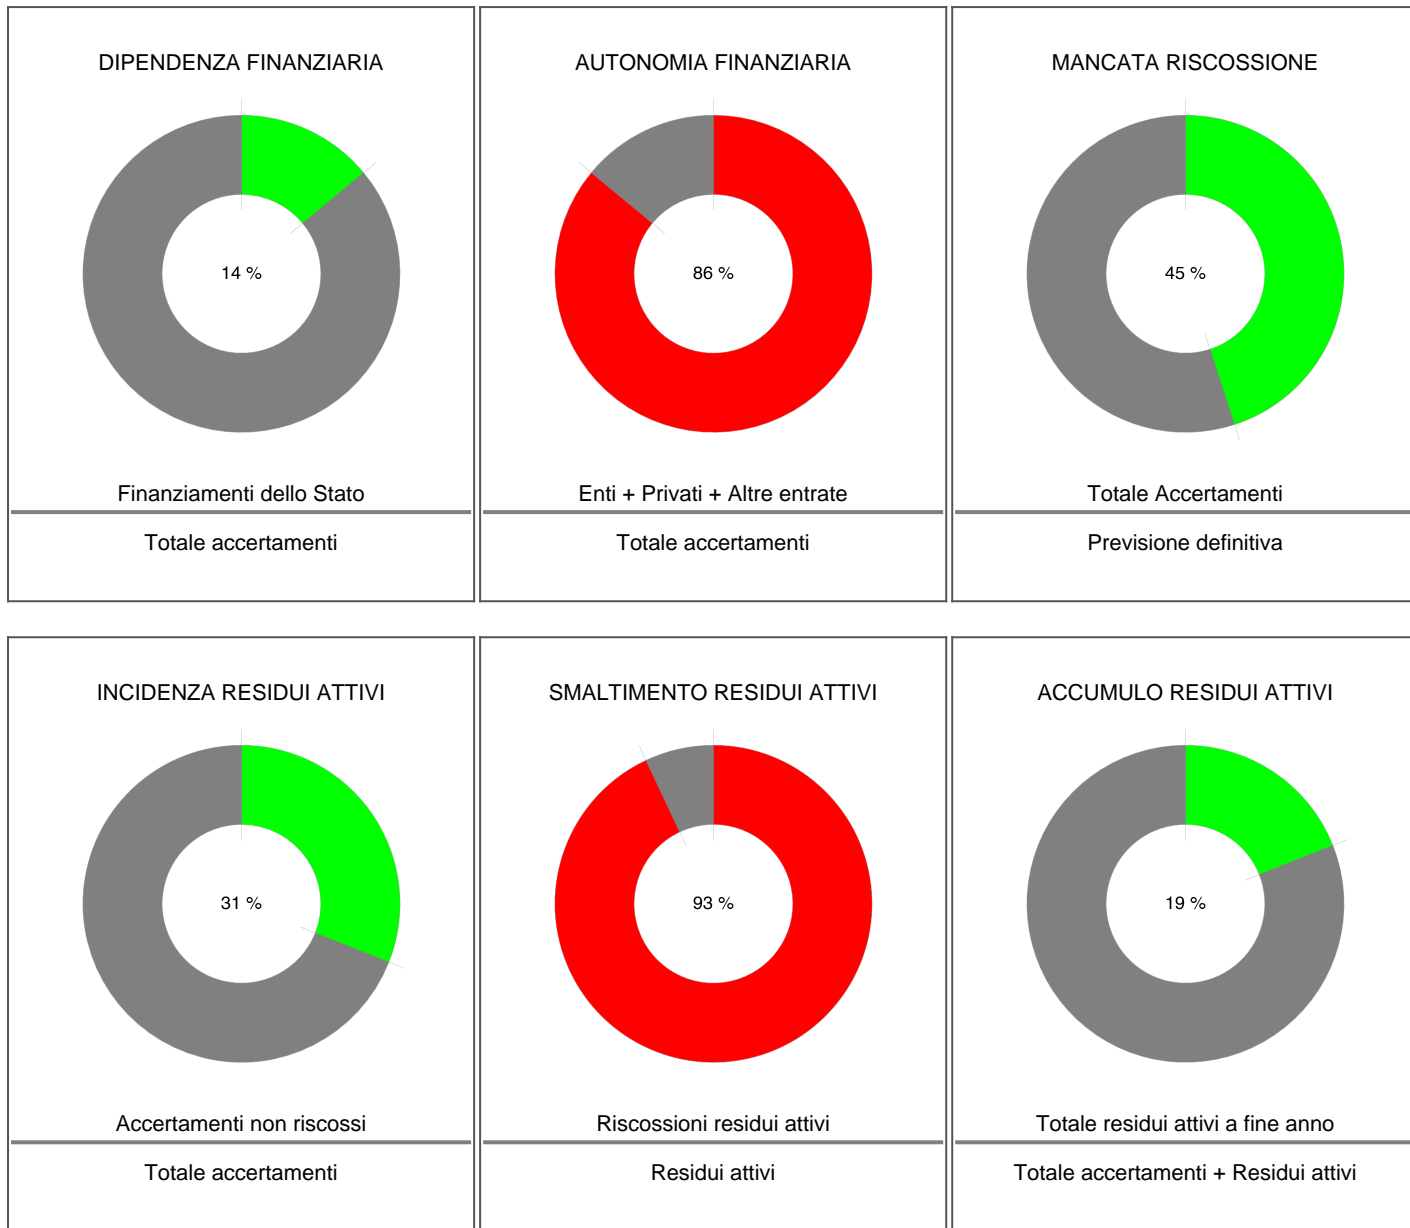 DIPENDENZA FINANZIARIA
14 %
Finanziamenti dello Stato
Totale accertamenti
AUTONOMIA FINANZIARIA
86 %
Enti + Privati + Altre entrate
Totale accertamenti
MANCATA RISCOSSIONE
45 %
Totale Accertamenti
Previsione definitiva
INCIDENZA RESIDUI ATTIVI
31 %
Accertamenti non riscossi
Totale accertamenti
SMALTIMENTO RESIDUI ATTIVI
93 %
Riscossioni residui attivi
Residui attivi
ACCUMULO RESIDUI ATTIVI
19 %
Totale residui attivi a fine anno
Totale accertamenti + Residui attivi